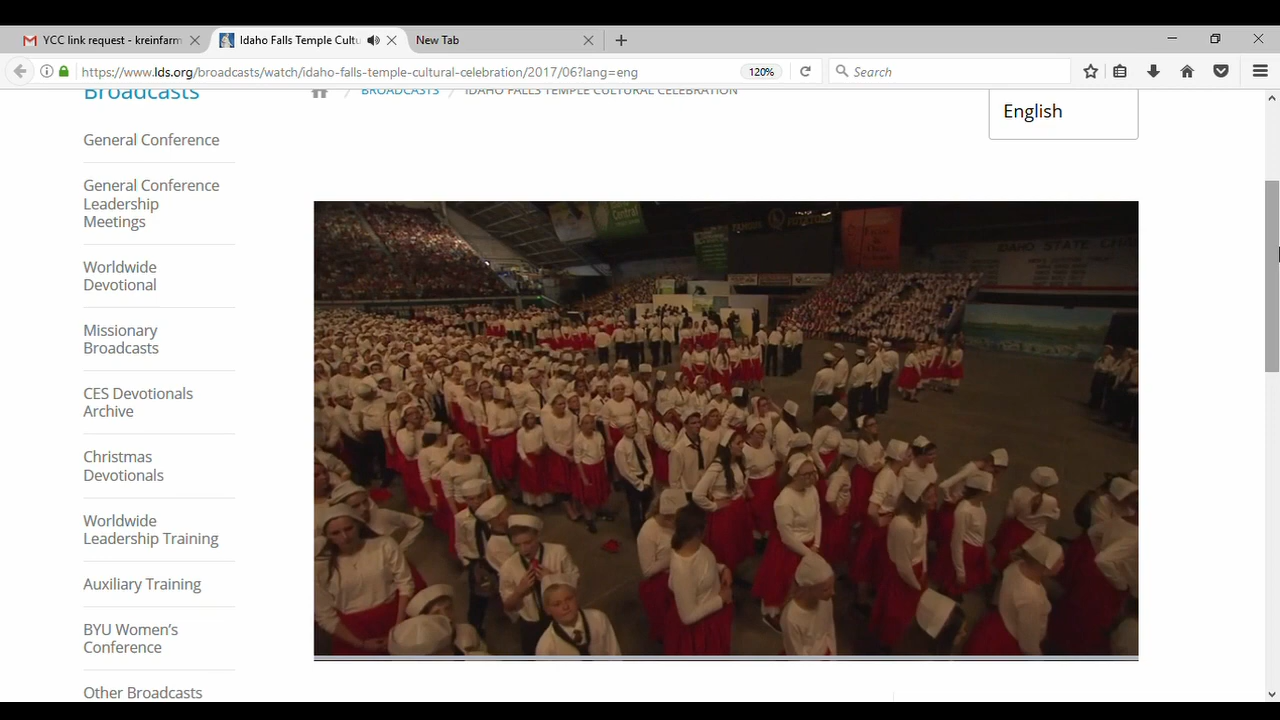 YCC link request - kreinfarm
Idaho Falls Temple Cultu
New Tab
https://www.lds.org/broadcasts/watch/idaho-falls-temple-cultural-celebration/2017/06?lang=eng
120%
Search
Broadcasts
BROADCASTS / IDAHO FALLS TEMPLE CULTURAL CELEBRATION
English
General Conference
General Conference
Leadership
Meetings
Worldwide
Devotional
Missionary
Broadcasts
CES Devotionals
Archive
Christmas
Devotionals
Worldwide
Leadership Training
Auxiliary Training
BYU Women’s
Conference
Other Broadcasts
Central
IDAHO STATE